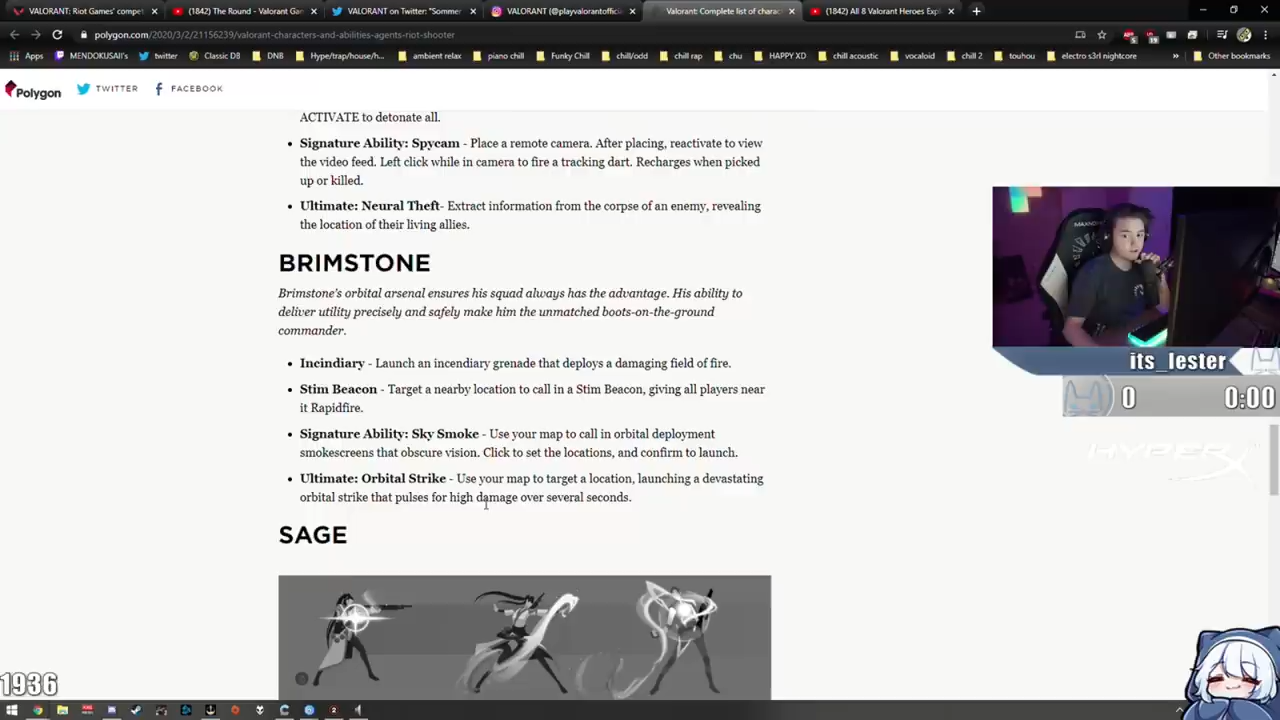 VALORANT: Riot Games' compet
(1842) The Round - Valorant Gam
VALORANT on Twitter: "Sommer
VALORANT (@playvalorantofficia
Valorant: Complete list of charac
(1842) All 8 Valorant Heroes Expl
polygon.com/2020/3/2/21156239/valorant-characters-and-abilities-agents-riot-shooter
Apps MENDOKUSAII's twitter Classic DB DNB Hype/trap/house/h... ambient relax piano chill Funky Chill chill/odd chill rap chu HAPPY XD chill acoustic vocaloid chill 2 touhou electro s3rl nightcore » Other bookmarks
Polygon TWITTER FACEBOOK
ACTIVATE to detonate all.
• Signature Ability: Spycam - Place a remote camera. After placing, reactivate to view
the video feed. Left click while in camera to fire a tracking dart. Recharges when picked
up or killed.
• Ultimate: Neural Theft- Extract information from the corpse of an enemy, revealing
the location of their living allies.
BRIMSTONE
Brimstone's orbital arsenal ensures his squad always has the advantage. His ability to
deliver utility precisely and safely make him the unmatched boots-on-the-ground
commander.
• Incindiary - Launch an incendiary grenade that deploys a damaging field of fire.
• Stim Beacon - Target a nearby location to call in a Stim Beacon, giving all players near
it Rapidfire.
• Signature Ability: Sky Smoke - Use your map to call in orbital deployment
smokescreens that obscure vision. Click to set the locations, and confirm to launch.
• Ultimate: Orbital Strike - Use your map to target a location, launching a devastating
orbital strike that pulses for high damage over several seconds.
SAGE
its_lester
0 0:00
HYPERX
1936